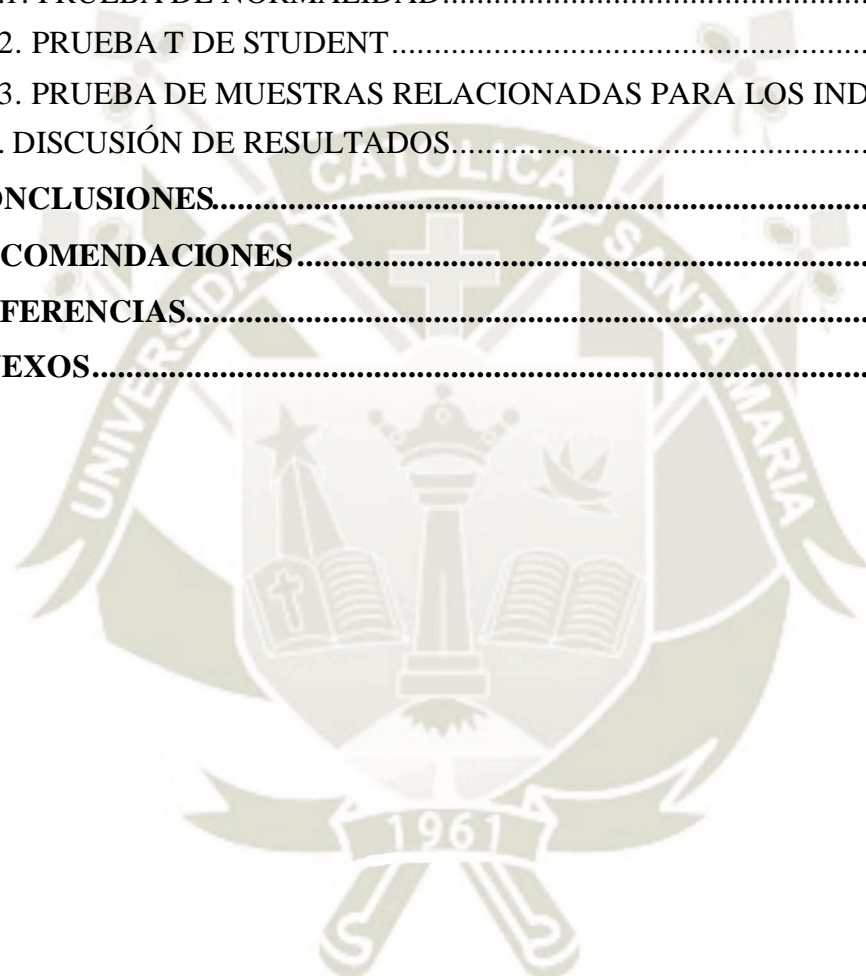 .1. PRUEBA DE NORMALIDAD
2. PRUEBA T DE STUDENT
3. PRUEBA DE MUESTRAS RELACIONADAS PARA LOS IND
. DISCUSIÓN DE RESULTADOS
ONCLUSIONES
COMENDACIONES
FERENCIAS
EXOS
UNIVERSIDAD CATOLICA SANTA MARIA
1961